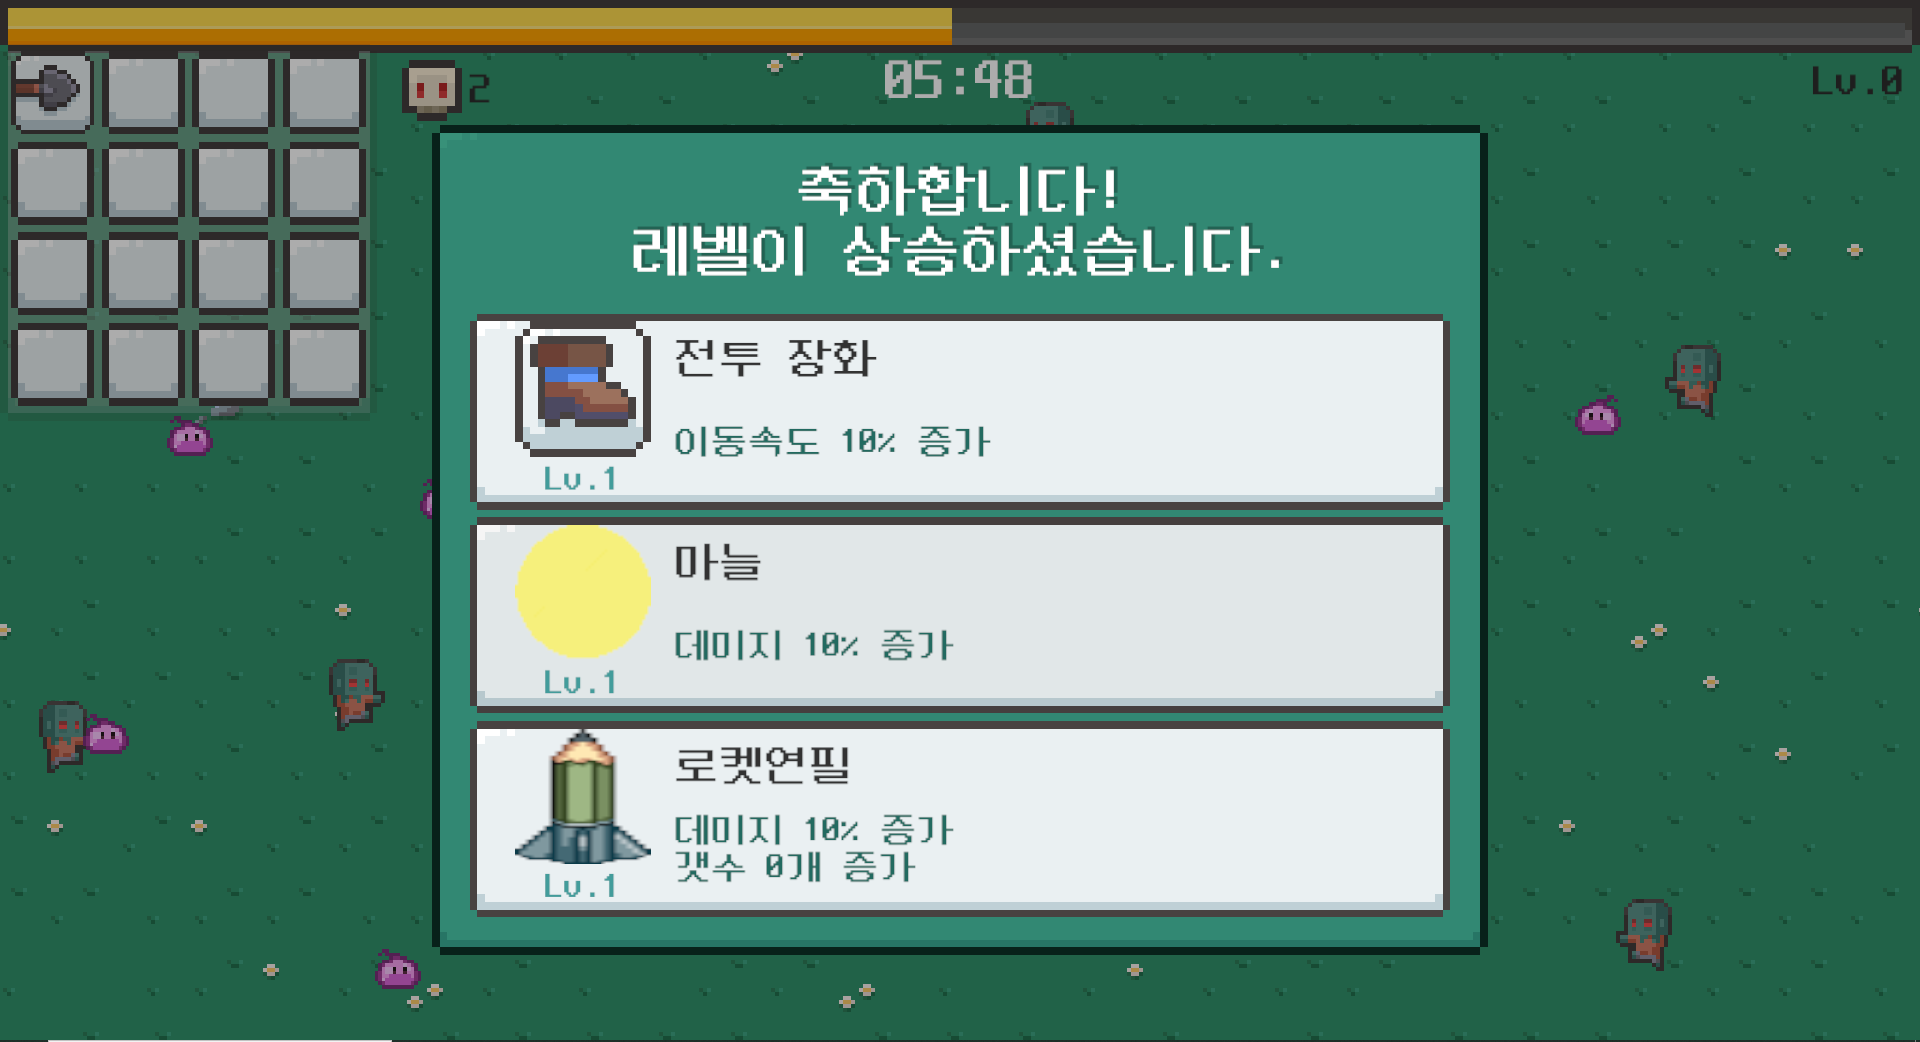 2
05:48
Lv.0
축하합니다!
레벨이 상승하셨습니다.
전투 장화
이동속도 10% 증가
Lv.1
마늘
데미지 10% 증가
Lv.1
로켓연필
데미지 10% 증가
갯수 0개 증가
Lv.1